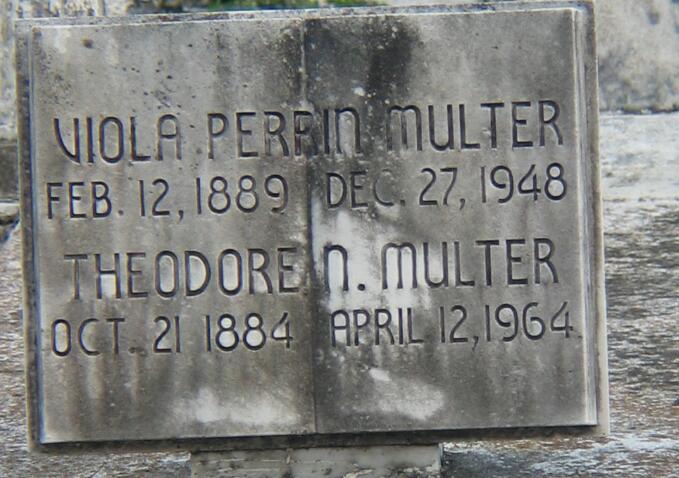 VIOLA PERRIN MULTER
FEB. 12, 1889 DEC. 27, 1948
THEODORE N. MULTER
OCT. 21 1884 APRIL 12, 1964